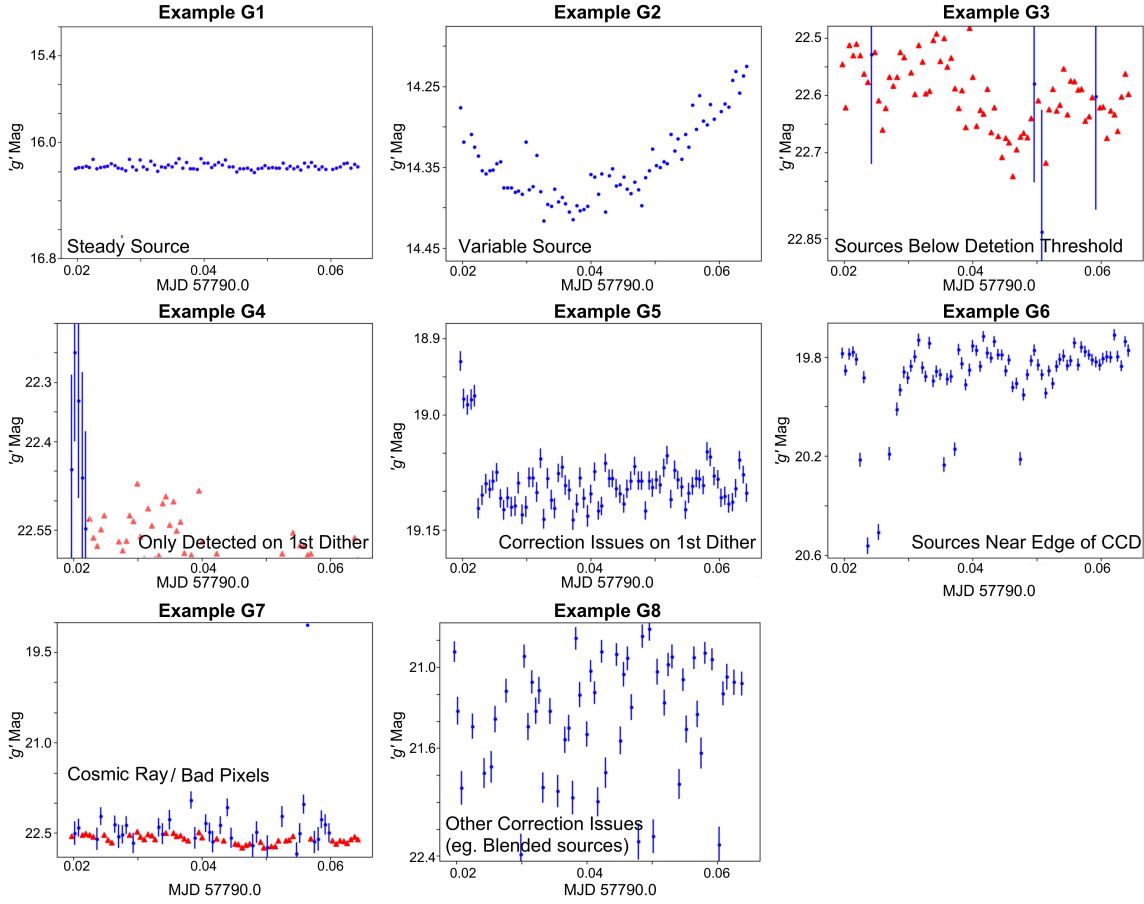 Example G1
Example G2
Example G3
15.4
16.0
16.8
'g' Mag
Steady Source
0.02
0.04
0.06
MJD 57790.0
14.25
14.35
14.45
'g' Mag
Variable Source
0.02
0.04
0.06
MJD 57790.0
22.5
22.6
22.7
22.85
'g' Mag
Sources Below Detetion Threshold
0.02
0.04
0.06
MJD 57790.0
Example G4
Example G5
Example G6
22.3
22.4
22.55
'g' Mag
Only Detected on 1st Dither
0.02
0.04
0.06
MJD 57790.0
18.9
19.0
19.15
'g' Mag
Correction Issues on 1st Dither
0.02
0.04
0.06
MJD 57790.0
19.8
20.2
20.6
'g' Mag
Sources Near Edge of CCD
0.02
0.04
0.06
MJD 57790.0
Example G7
Example G8
19.5
21.0
22.5
'g' Mag
Cosmic Ray / Bad Pixels
0.02
0.04
0.06
MJD 57790.0
21.0
21.6
22.4
'g' Mag
Other Correction Issues
(eg. Blended sources)
0.02
0.04
0.06
MJD 57790.0